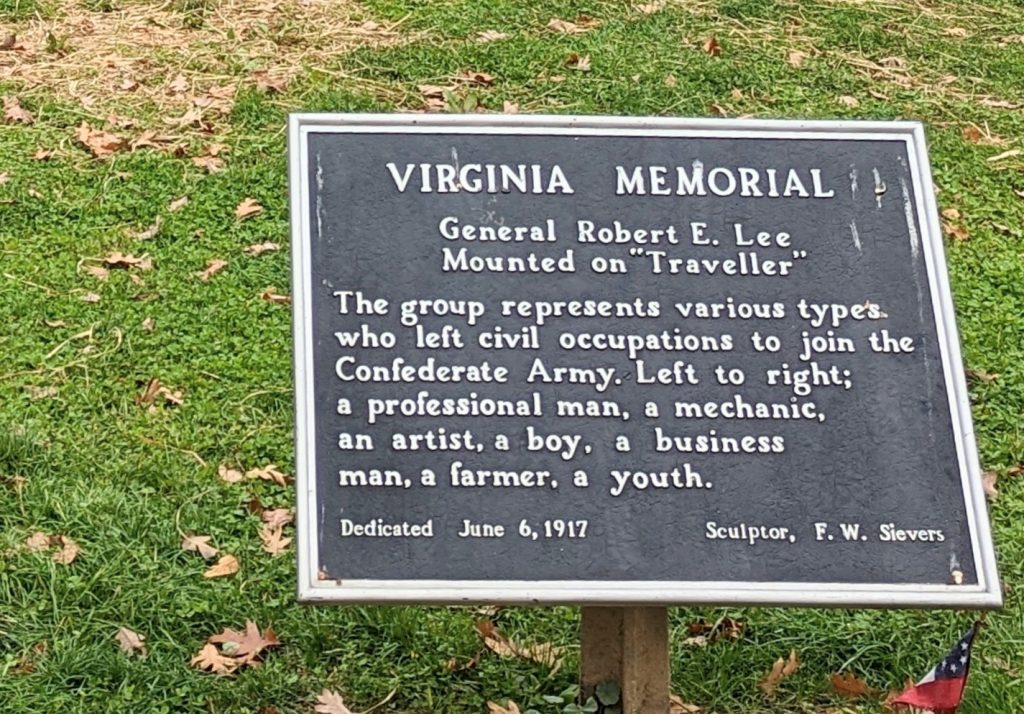 VIRGINIA MEMORIAL
General Robert E. Lee
Mounted on "Traveller"
The group represents various types
who left civil occupations to join the
Confederate Army. Left to right;
a professional man, a mechanic,
an artist, a boy, a business
man, a farmer, a youth.
Dedicated June 6, 1917 Sculptor, F. W. Sievers